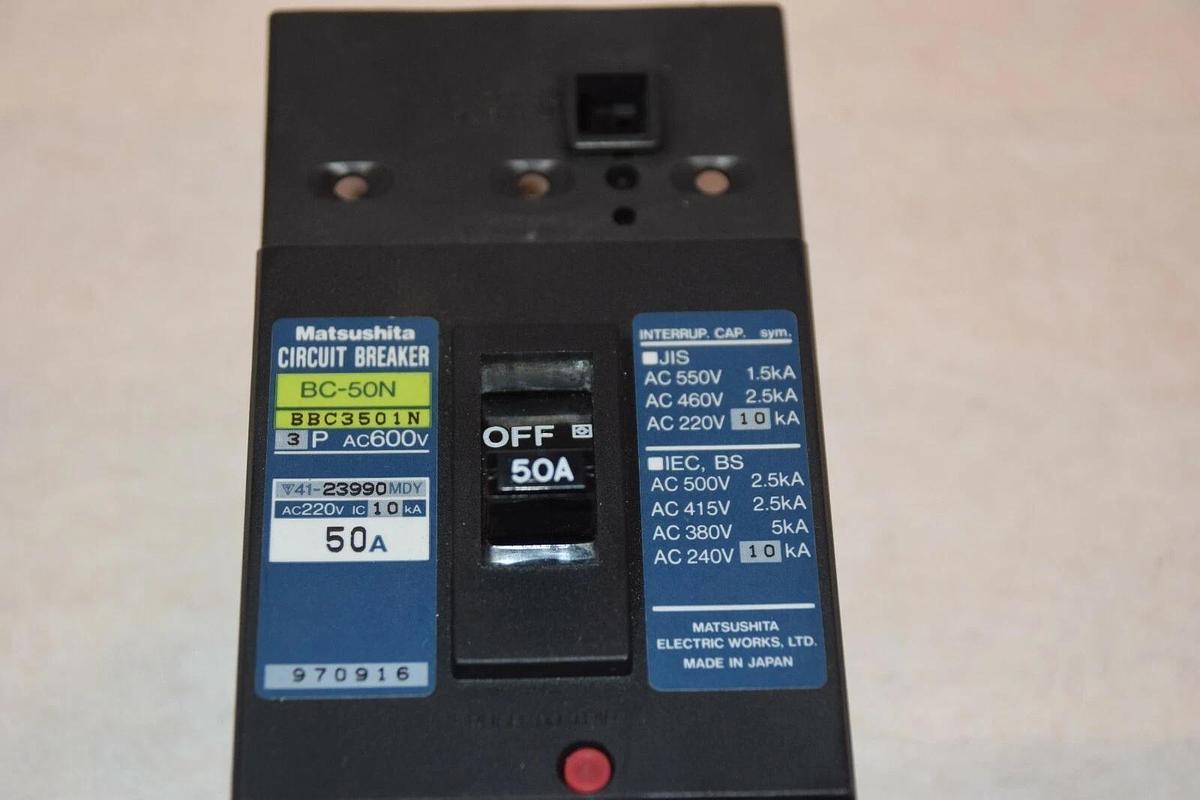 Matsushita
CIRCUIT BREAKER
BC-50N
BBC3501N
3 P AC600V
41-23990 MDY
AC220V IC 10 kA
50A
970916
OFF
50A
INTERRUP. CAP. sym.
JIS
AC 550V 1.5kA
AC 460V 2.5kA
AC 220V 10 kA
IEC, BS
AC 500V 2.5kA
AC 415V 2.5kA
AC 380V 5kA
AC 240V 10 kA
MATSUSHITA
ELECTRIC WORKS, LTD.
MADE IN JAPAN